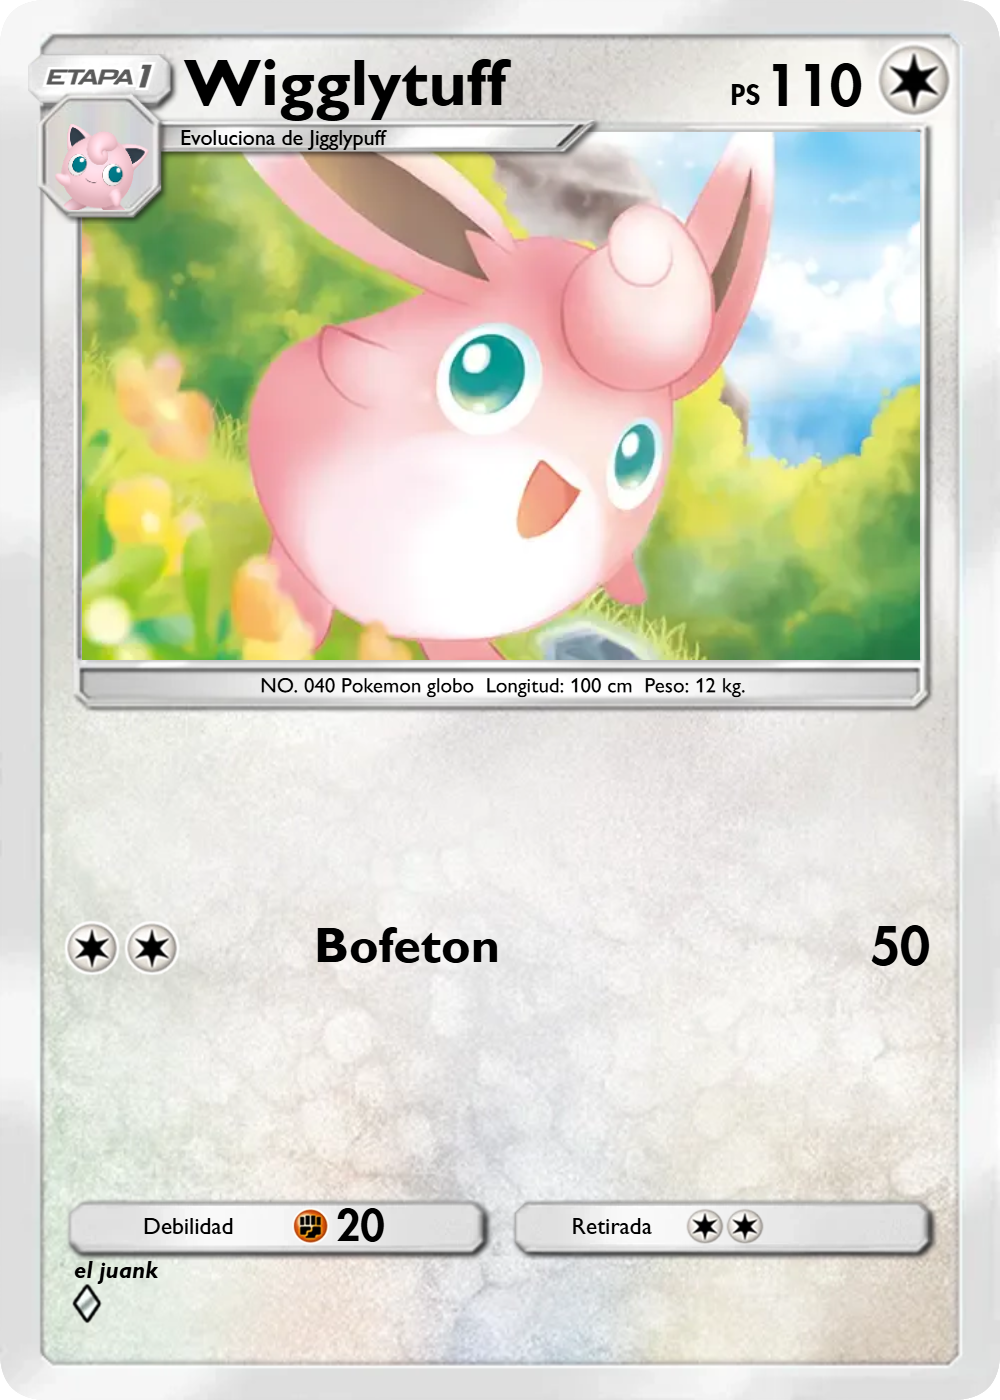 ETAPA 1
Wigglytuff
PS 110
Evoluciona de Jigglypuff
NO. 040 Pokemon globo Longitud: 100 cm Peso: 12 kg.
Bofeton 50
Debilidad 20
Retirada
el juank